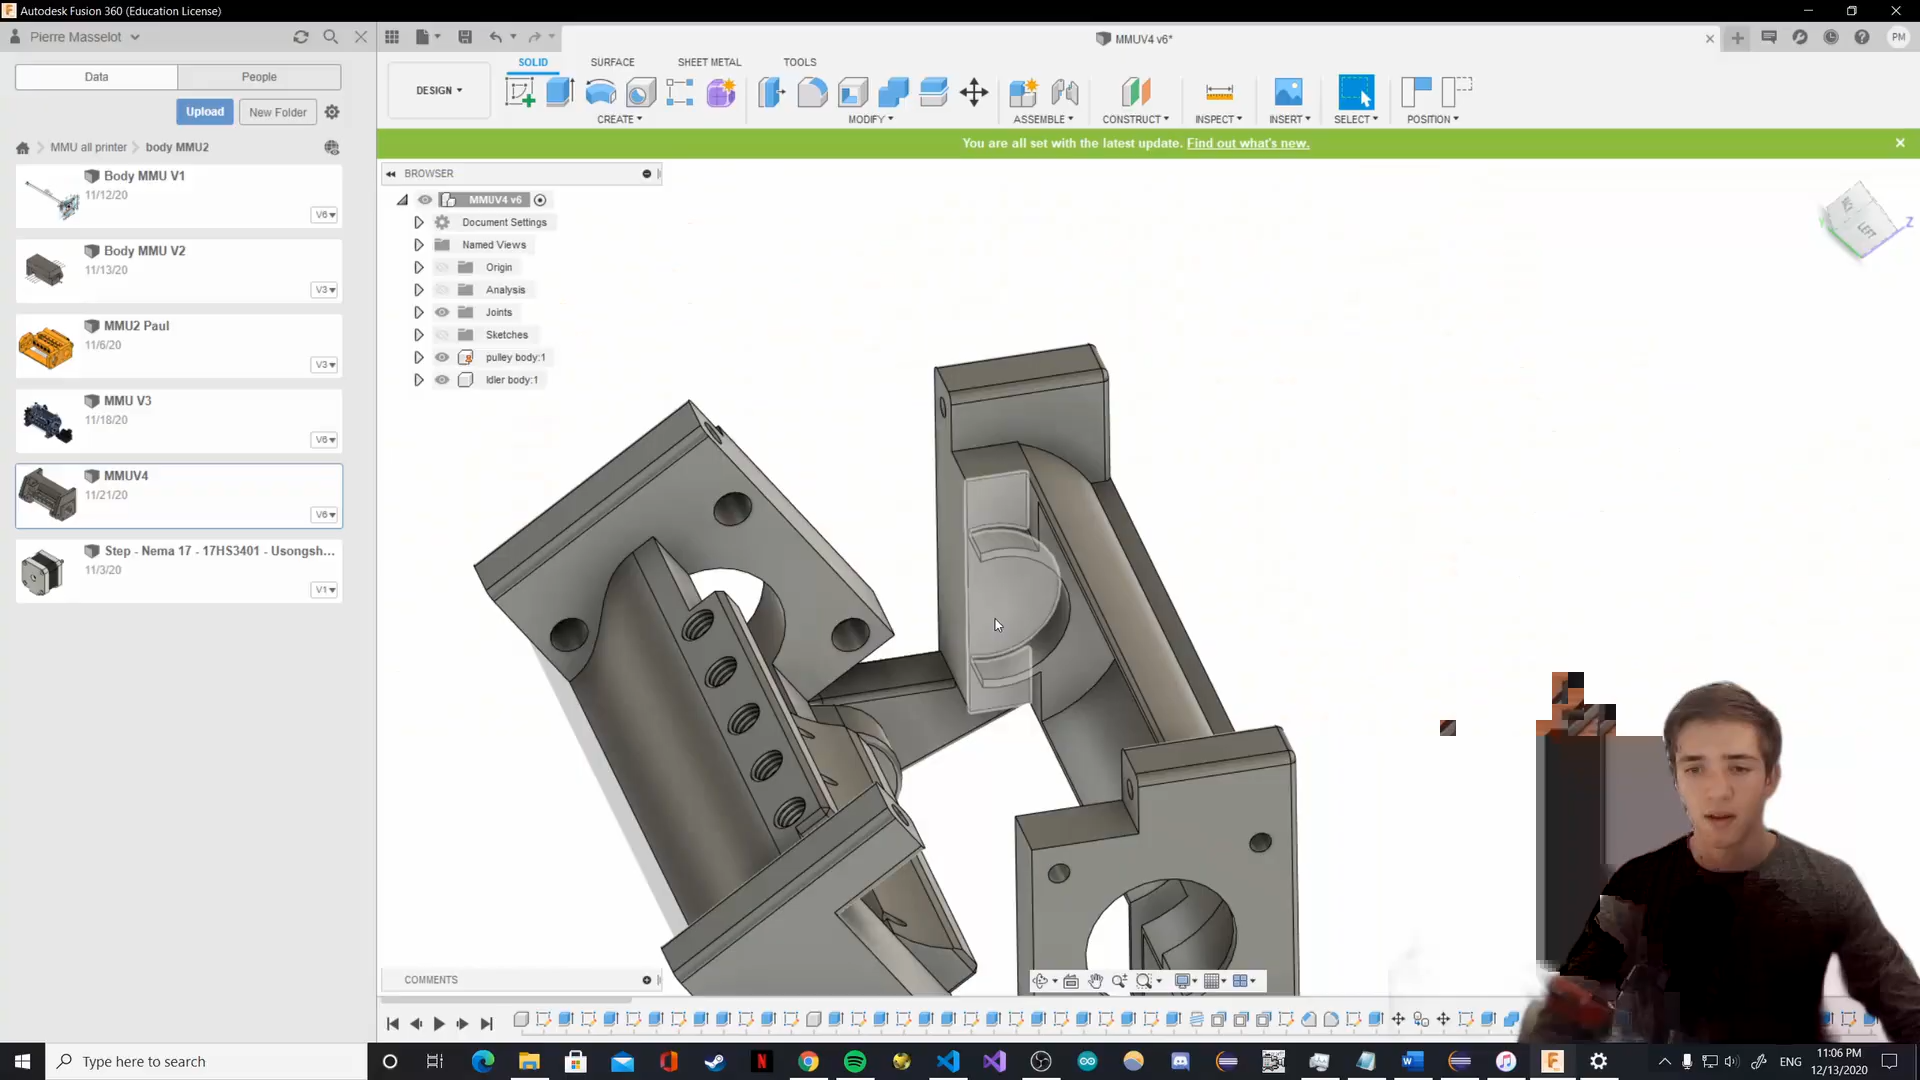 Autodesk Fusion 360 (Education License)
Pierre Masselot
MMUV4 v6*
PM
Data
People
Upload
New Folder
MMU all printer
body MMU2
Body MMU V1
11/12/20
V6
Body MMU V2
11/13/20
V3
MMU2 Paul
11/6/20
V3
MMU V3
11/18/20
V6
MMUV4
11/21/20
V6
Step - Nema 17 - 17HS3401 - Usongsh...
11/3/20
V1
DESIGN
SOLID
SURFACE
SHEET METAL
TOOLS
CREATE
MODIFY
ASSEMBLE
CONSTRUCT
INSPECT
INSERT
SELECT
POSITION
You are all set with the latest update. Find out what's new.
BROWSER
MMUV4 v6
Document Settings
Named Views
Origin
Analysis
Joints
Sketches
pulley body:1
Idler body:1
LEFT
Z
COMMENTS
Type here to search
ENG
11:06 PM
12/13/2020